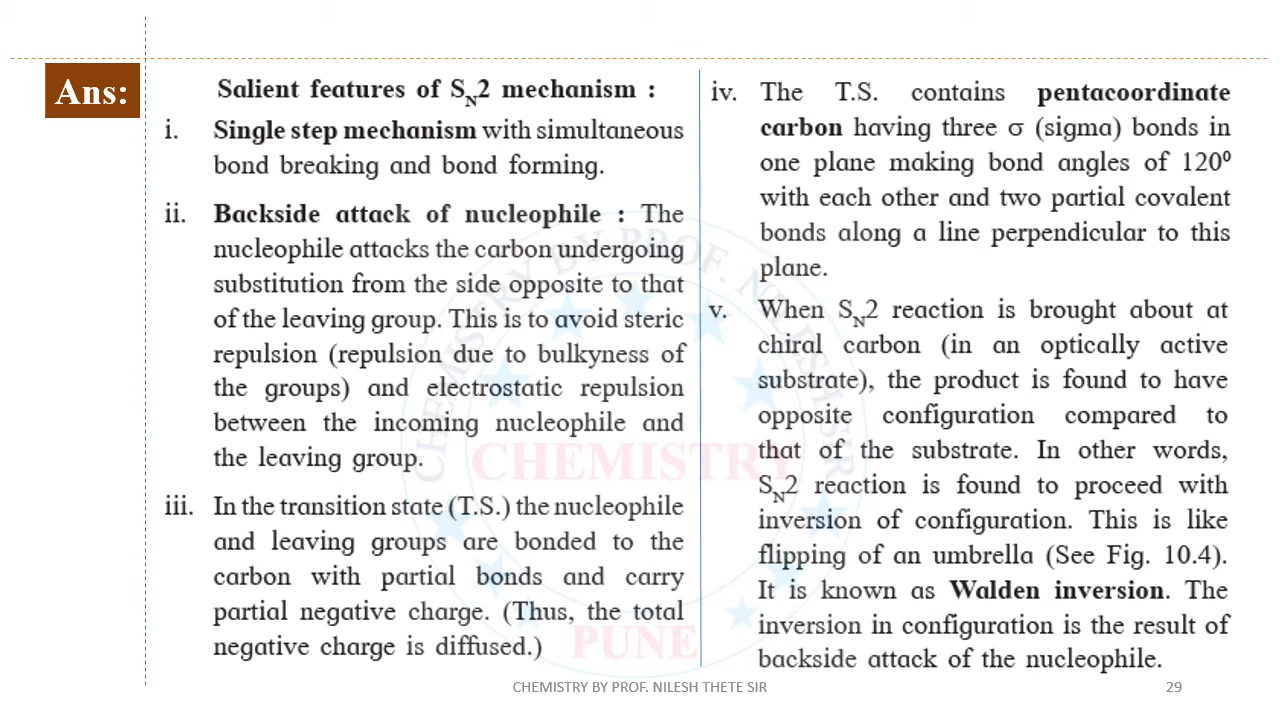 Ans:
Salient features of SN2 mechanism :
i. Single step mechanism with simultaneous
bond breaking and bond forming.
ii. Backside attack of nucleophile : The
nucleophile attacks the carbon undergoing
substitution from the side opposite to that
of the leaving group. This is to avoid steric
repulsion (repulsion due to bulkyness of
the groups) and electrostatic repulsion
between the incoming nucleophile and
the leaving group.
iii. In the transition state (T.S.) the nucleophile
and leaving groups are bonded to the
carbon with partial bonds and carry
partial negative charge. (Thus, the total
negative charge is diffused.)
iv. The T.S. contains pentacoordinate
carbon having three σ (sigma) bonds in
one plane making bond angles of 120⁰
with each other and two partial covalent
bonds along a line perpendicular to this
plane.
v. When SN2 reaction is brought about at
chiral carbon (in an optically active
substrate), the product is found to have
opposite configuration compared to
that of the substrate. In other words,
SN2 reaction is found to proceed with
inversion of configuration. This is like
flipping of an umbrella (See Fig. 10.4).
It is known as Walden inversion. The
inversion in configuration is the result of
backside attack of the nucleophile.
CHEMISTRY BY PROF. NILESH SIR
CHEMISTRY
PUNE
CHEMISTRY BY PROF. NILESH THETE SIR
29